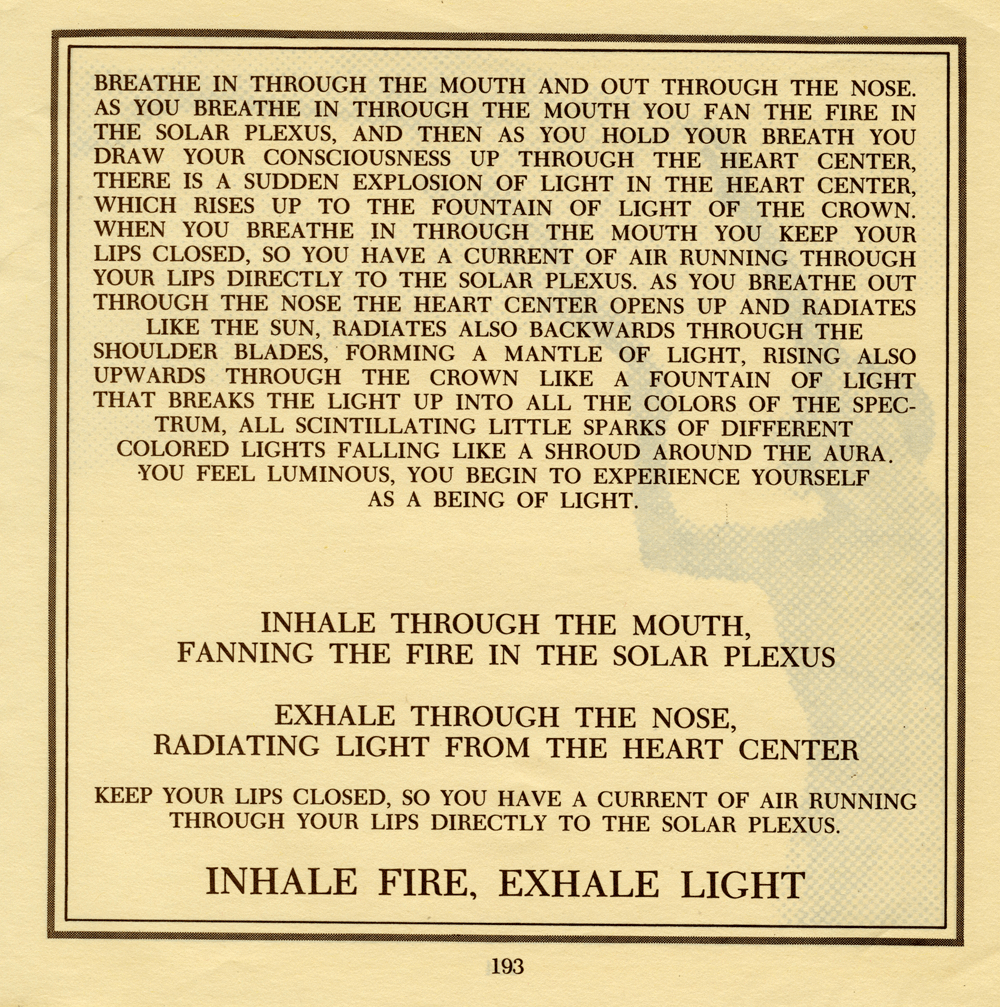 BREATHE IN THROUGH THE MOUTH AND OUT THROUGH THE NOSE.
AS YOU BREATHE IN THROUGH THE MOUTH YOU FAN THE FIRE IN
THE SOLAR PLEXUS, AND THEN AS YOU HOLD YOUR BREATH YOU
DRAW YOUR CONSCIOUSNESS UP THROUGH THE HEART CENTER,
THERE IS A SUDDEN EXPLOSION OF LIGHT IN THE HEART CENTER,
WHICH RISES UP TO THE FOUNTAIN OF LIGHT OF THE CROWN.
WHEN YOU BREATHE IN THROUGH THE MOUTH YOU KEEP YOUR
LIPS CLOSED, SO YOU HAVE A CURRENT OF AIR RUNNING THROUGH
YOUR LIPS DIRECTLY TO THE SOLAR PLEXUS. AS YOU BREATHE OUT
THROUGH THE NOSE THE HEART CENTER OPENS UP AND RADIATES
LIKE THE SUN, RADIATES ALSO BACKWARDS THROUGH THE
SHOULDER BLADES, FORMING A MANTLE OF LIGHT, RISING ALSO
UPWARDS THROUGH THE CROWN LIKE A FOUNTAIN OF LIGHT
THAT BREAKS THE LIGHT UP INTO ALL THE COLORS OF THE SPEC-
TRUM, ALL SCINTILLATING LITTLE SPARKS OF DIFFERENT
COLORED LIGHTS FALLING LIKE A SHROUD AROUND THE AURA.
YOU FEEL LUMINOUS, YOU BEGIN TO EXPERIENCE YOURSELF
AS A BEING OF LIGHT.
INHALE THROUGH THE MOUTH,
FANNING THE FIRE IN THE SOLAR PLEXUS
EXHALE THROUGH THE NOSE,
RADIATING LIGHT FROM THE HEART CENTER
KEEP YOUR LIPS CLOSED, SO YOU HAVE A CURRENT OF AIR RUNNING
THROUGH YOUR LIPS DIRECTLY TO THE SOLAR PLEXUS.
INHALE FIRE, EXHALE LIGHT
193